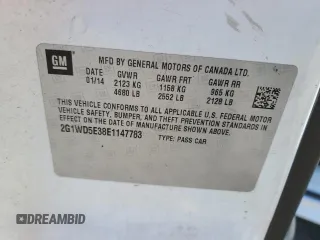 GM
MFD BY GENERAL MOTORS OF CANADA LTD.
DATE GVWR GAWR FRT GAWR RR
01/14 2123 KG 1158 KG 965 KG
4680 LB 2552 LB 2128 LB
THIS VEHICLE CONFORMS TO ALL APPLICABLE U.S. FEDERAL MOTOR
VEHICLE SAFETY, BUMPER, AND THEFT PREVENTION STANDARDS
IN EFFECT ON THE DATE OF MANUFACTURE SHOWN ABOVE.
2G1WD5E38E1147783 TYPE: PASS CAR
DREAMBID